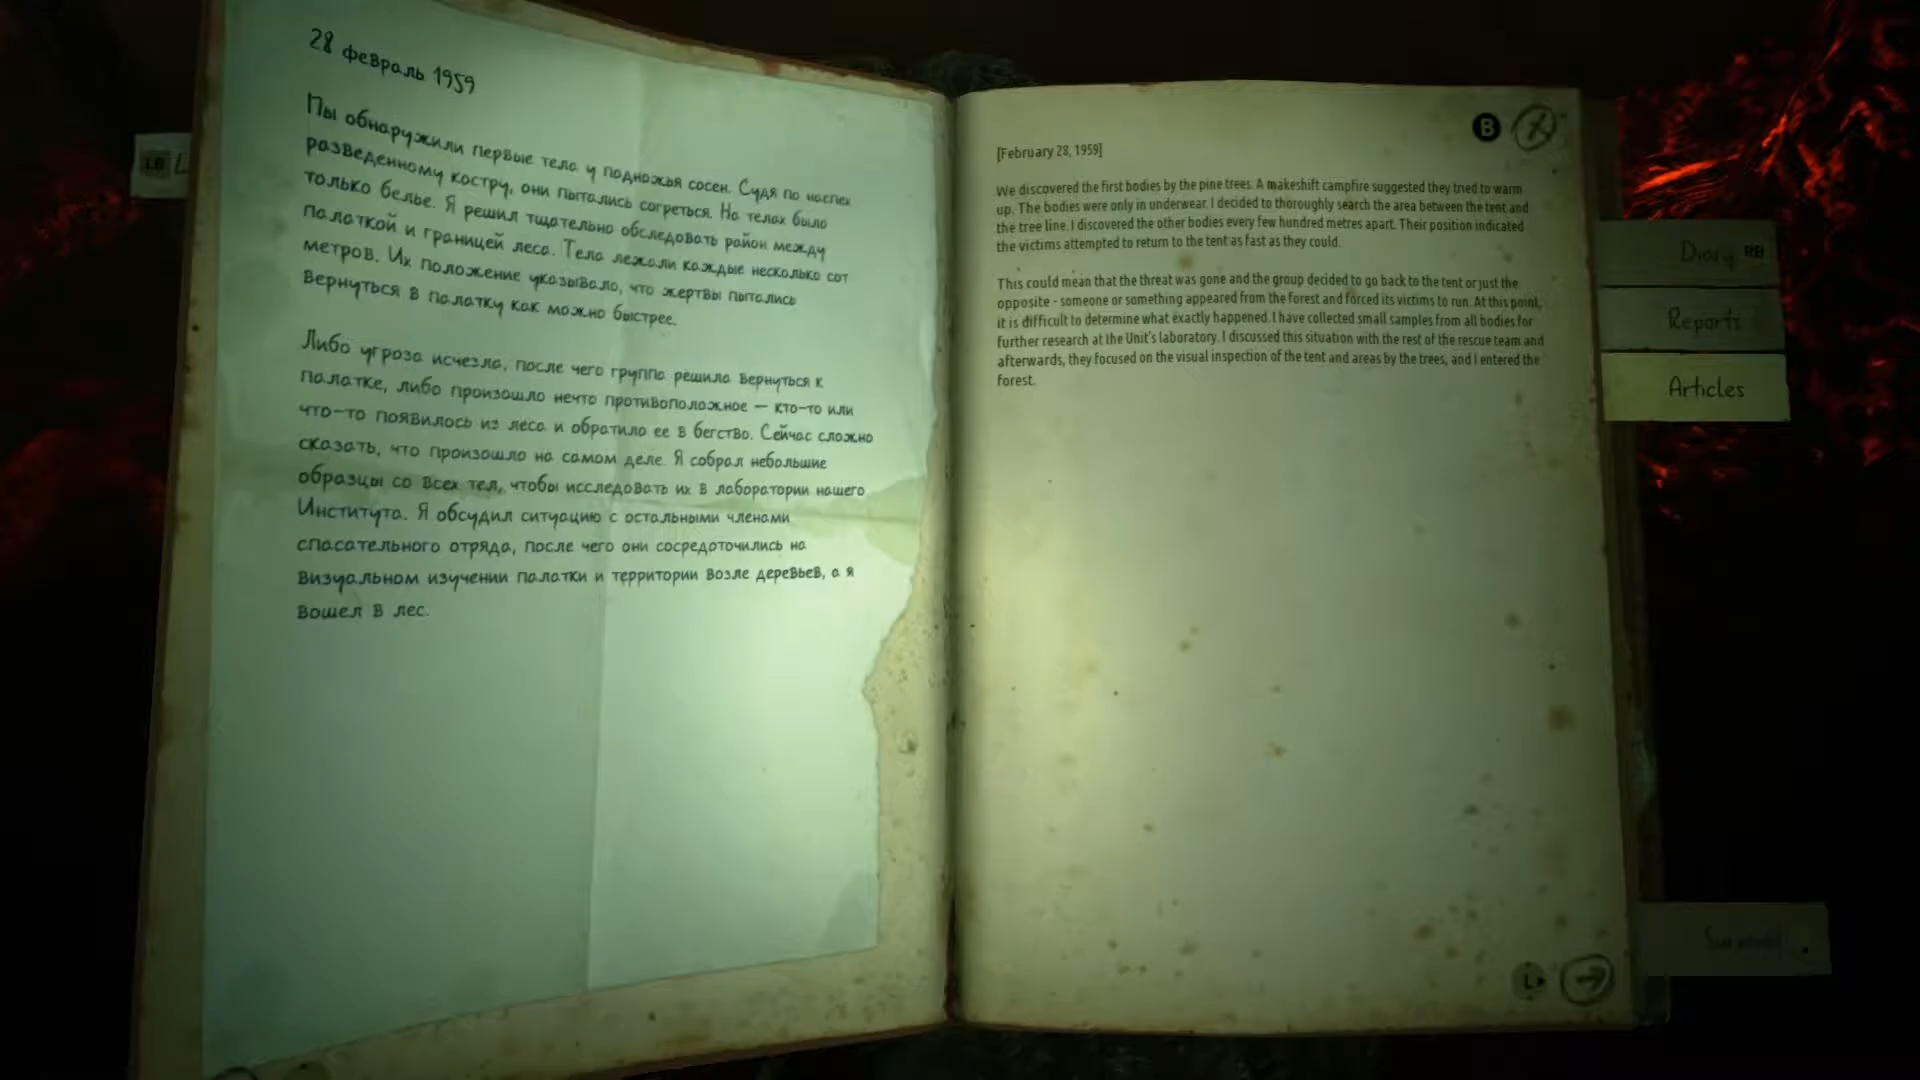 28 февраль 1959
Пы обнаружили первые тела у подножья сосен. Судя по наспех
разведенному костру, они пытались согреться. На телах было
только белье. Я решил тщательно обследовать район между
палаткой и границей леса. Тела лежали каждые несколько сот
метров. Их положение указывало, что жертвы пытались
вернуться в палатку как можно быстрее.
Либо угроза исчезла, после чего группа решила вернуться к
палатке, либо произошло нечто противоположное — кто-то или
что-то появилось из леса и обратило ее в бегство. Сейчас сложно
сказать, что произошло на самом деле. Я собрал небольшие
образцы со всех тел, чтобы исследовать их в лаборатории нашего
Института. Я обсудил ситуацию с остальными членами
спасательного отряда, после чего они сосредоточились на
визуальном изучении палатки и территории возле деревьев, а я
вошел в лес.
LB L
B
[February 28, 1959]
We discovered the first bodies by the pine trees. A makeshift campfire suggested they tried to warm
up. The bodies were only in underwear. I decided to thoroughly search the area between the tent and
the tree line. I discovered the other bodies every few hundred metres apart. Their position indicated
the victims attempted to return to the tent as fast as they could.
This could mean that the threat was gone and the group decided to go back to the tent or just the
opposite - someone or something appeared from the forest and forced its victims to run. At this point,
it is difficult to determine what exactly happened. I have collected small samples from all bodies for
further research at the Unit's laboratory. I discussed this situation with the rest of the rescue team and
afterwards, they focused on the visual inspection of the tent and areas by the trees, and I entered the
forest.
Diary RB
Reports
Articles
L